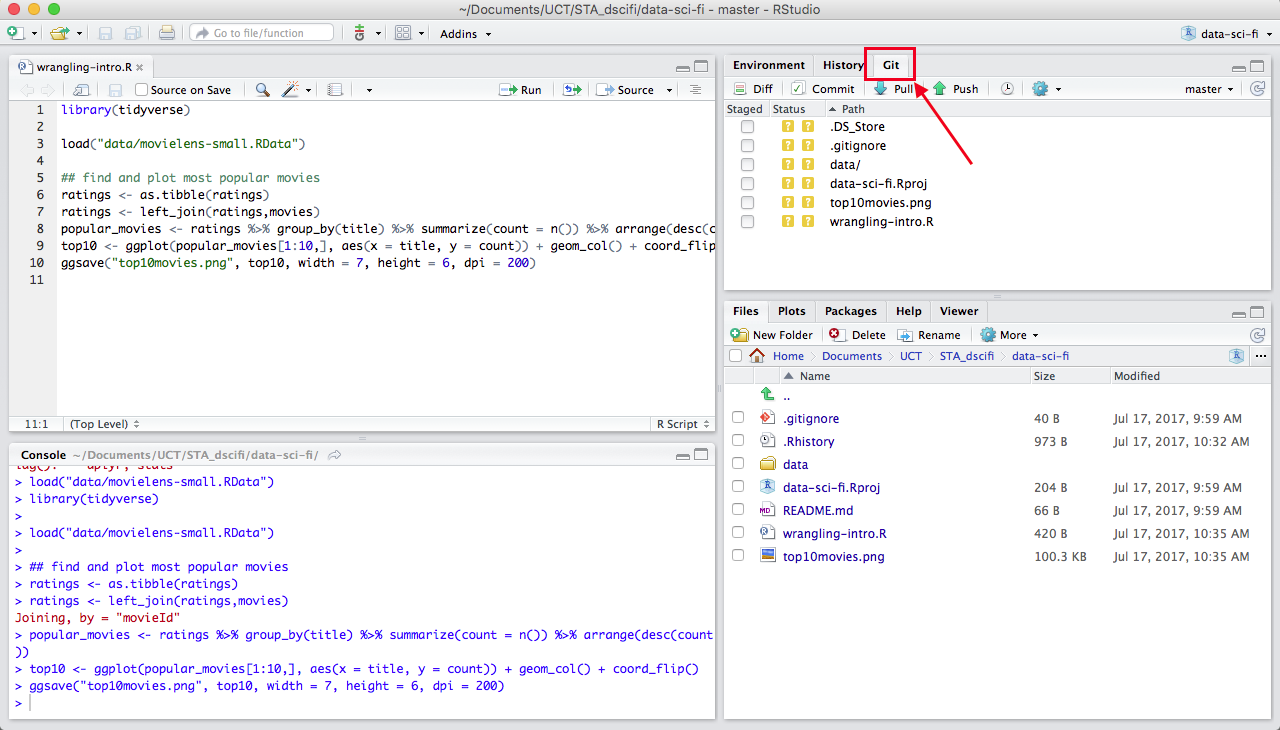 ~/Documents/UCT/STA_dscifi/data-sci-fi - master - RStudio
Go to file/function
Addins
data-sci-fi
wrangling-intro.R
Source on Save
Run
Source
1 library(tidyverse)
2
3 load("data/movielens-small.RData")
4
5 ## find and plot most popular movies
6 ratings <- as.tibble(ratings)
7 ratings <- left_join(ratings,movies)
8 popular_movies <- ratings %>% group_by(title) %>% summarize(count = n()) %>% arrange(desc(c
9 top10 <- ggplot(popular_movies[1:10,], aes(x = title, y = count)) + geom_col() + coord_flip
10 ggsave("top10movies.png", top10, width = 7, height = 6, dpi = 200)
11
11:1 (Top Level) R Script
Console ~/Documents/UCT/STA_dscifi/data-sci-fi/
> load("data/movielens-small.RData")
> library(tidyverse)
>
> load("data/movielens-small.RData")
>
> ## find and plot most popular movies
> ratings <- as.tibble(ratings)
> ratings <- left_join(ratings,movies)
Joining, by = "movieId"
> popular_movies <- ratings %>% group_by(title) %>% summarize(count = n()) %>% arrange(desc(count
))
> top10 <- ggplot(popular_movies[1:10,], aes(x = title, y = count)) + geom_col() + coord_flip()
> ggsave("top10movies.png", top10, width = 7, height = 6, dpi = 200)
>
Environment History Git
Diff Commit Pull Push master
Staged Status Path
? ? .DS_Store
? ? .gitignore
? ? data/
? ? data-sci-fi.Rproj
? ? top10movies.png
? ? wrangling-intro.R
Files Plots Packages Help Viewer
New Folder Delete Rename More
Home Documents UCT STA_dscifi data-sci-fi ...
Name Size Modified
..
.gitignore 40 B Jul 17, 2017, 9:59 AM
.Rhistory 973 B Jul 17, 2017, 10:32 AM
data
data-sci-fi.Rproj 204 B Jul 17, 2017, 9:59 AM
README.md 66 B Jul 17, 2017, 9:59 AM
wrangling-intro.R 420 B Jul 17, 2017, 10:35 AM
top10movies.png 100.3 KB Jul 17, 2017, 10:35 AM